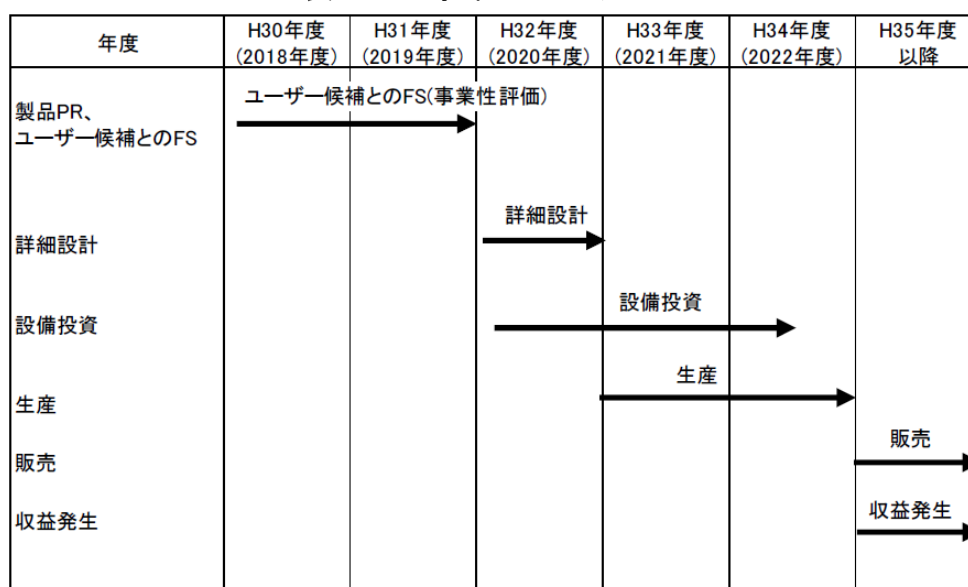 年度 H30年度 H31年度 H32年度 H33年度 H34年度 H35年度
(2018年度) (2019年度) (2020年度) (2021年度) (2022年度) 以降
ユーザー候補とのFS(事業性評価)
製品PR、
ユーザー候補とのFS
詳細設計
詳細設計
設備投資
設備投資
生産
生産
販売
販売
収益発生
収益発生